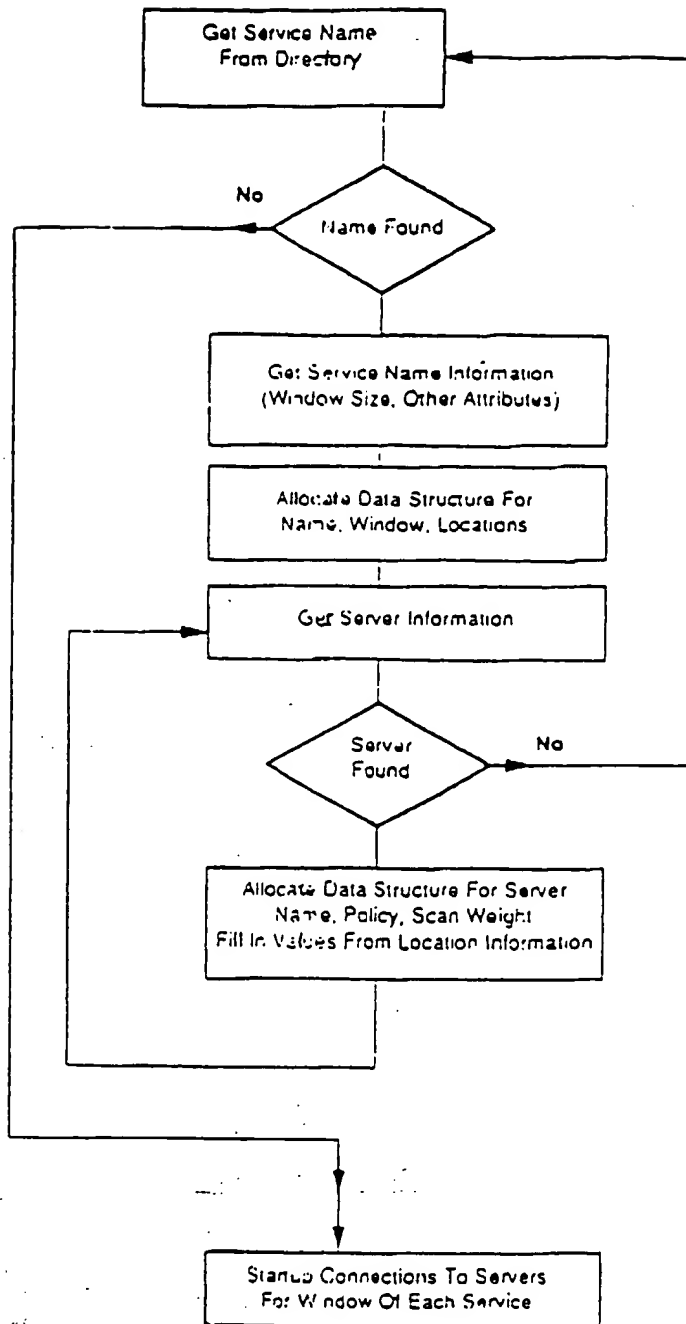 Get Service Name
From Directory
No
Name Found
Get Service Name Information
(Window Size, Other Attributes)
Allocate Data Structure For
Name, Window, Locations
Get Server Information
Server
Found
No
Allocate Data Structure For Server
Name, Policy, Scan Weight
Fill In Values From Location Information
Startup Connections To Servers
For Window Of Each Service